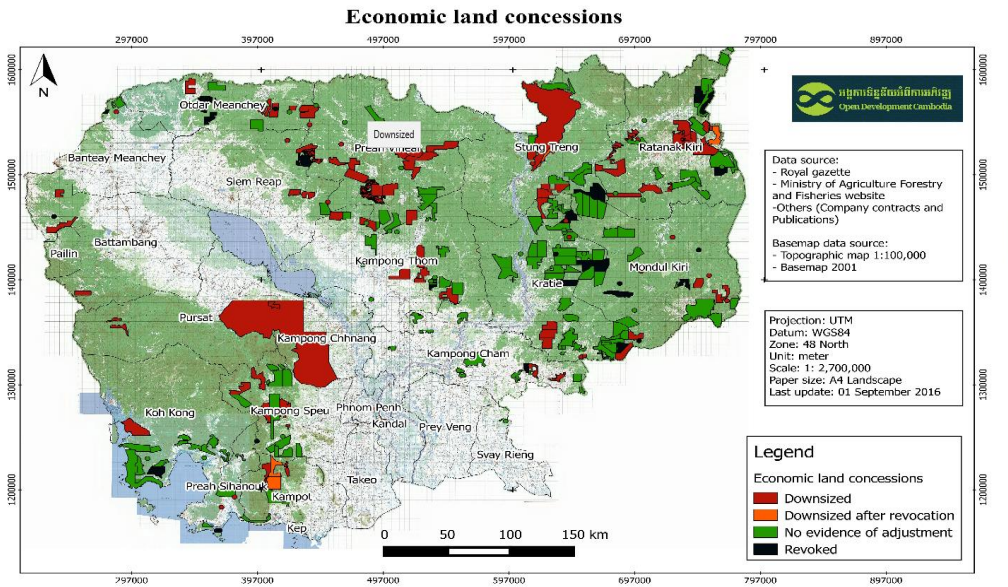 Economic land concessions
297000 397000 497000 597000 697000 797000 897000
1600000 1600000
1500000 1500000
1400000 1400000
1300000 1300000
1200000 1200000
N
Otdar Meanchey
Downsized
Preah Vihear
Stung Treng
Ratanak Kiri
Banteay Meanchey
Siem Reap
Battambang
Pailin
Kampong Thom
Mondul Kiri
Kratie
Pursat
Kampong Chhnang
Kampong Cham
Koh Kong
Kampong Speu
Phnom Penh
Kandal
Prey Veng
Svay Rieng
Takeo
Preah Sihanouk
Kampot
Kep
0 50 100 150 km
297000 397000 497000 597000 697000 797000 897000
Open Development Cambodia
Data source:
- Royal gazette
- Ministry of Agriculture Forestry
and Fisheries website
-Others (Company contracts and
Publications)
Basemap data source:
- Topographic map 1:100,000
- Basemap 2001
Projection: UTM
Datum: WGS84
Zone: 48 North
Unit: meter
Scale: 1: 2,700,000
Paper size: A4 Landscape
Last update: 01 September 2016
Legend
Economic land concessions
Downsized
Downsized after revocation
No evidence of adjustment
Revoked